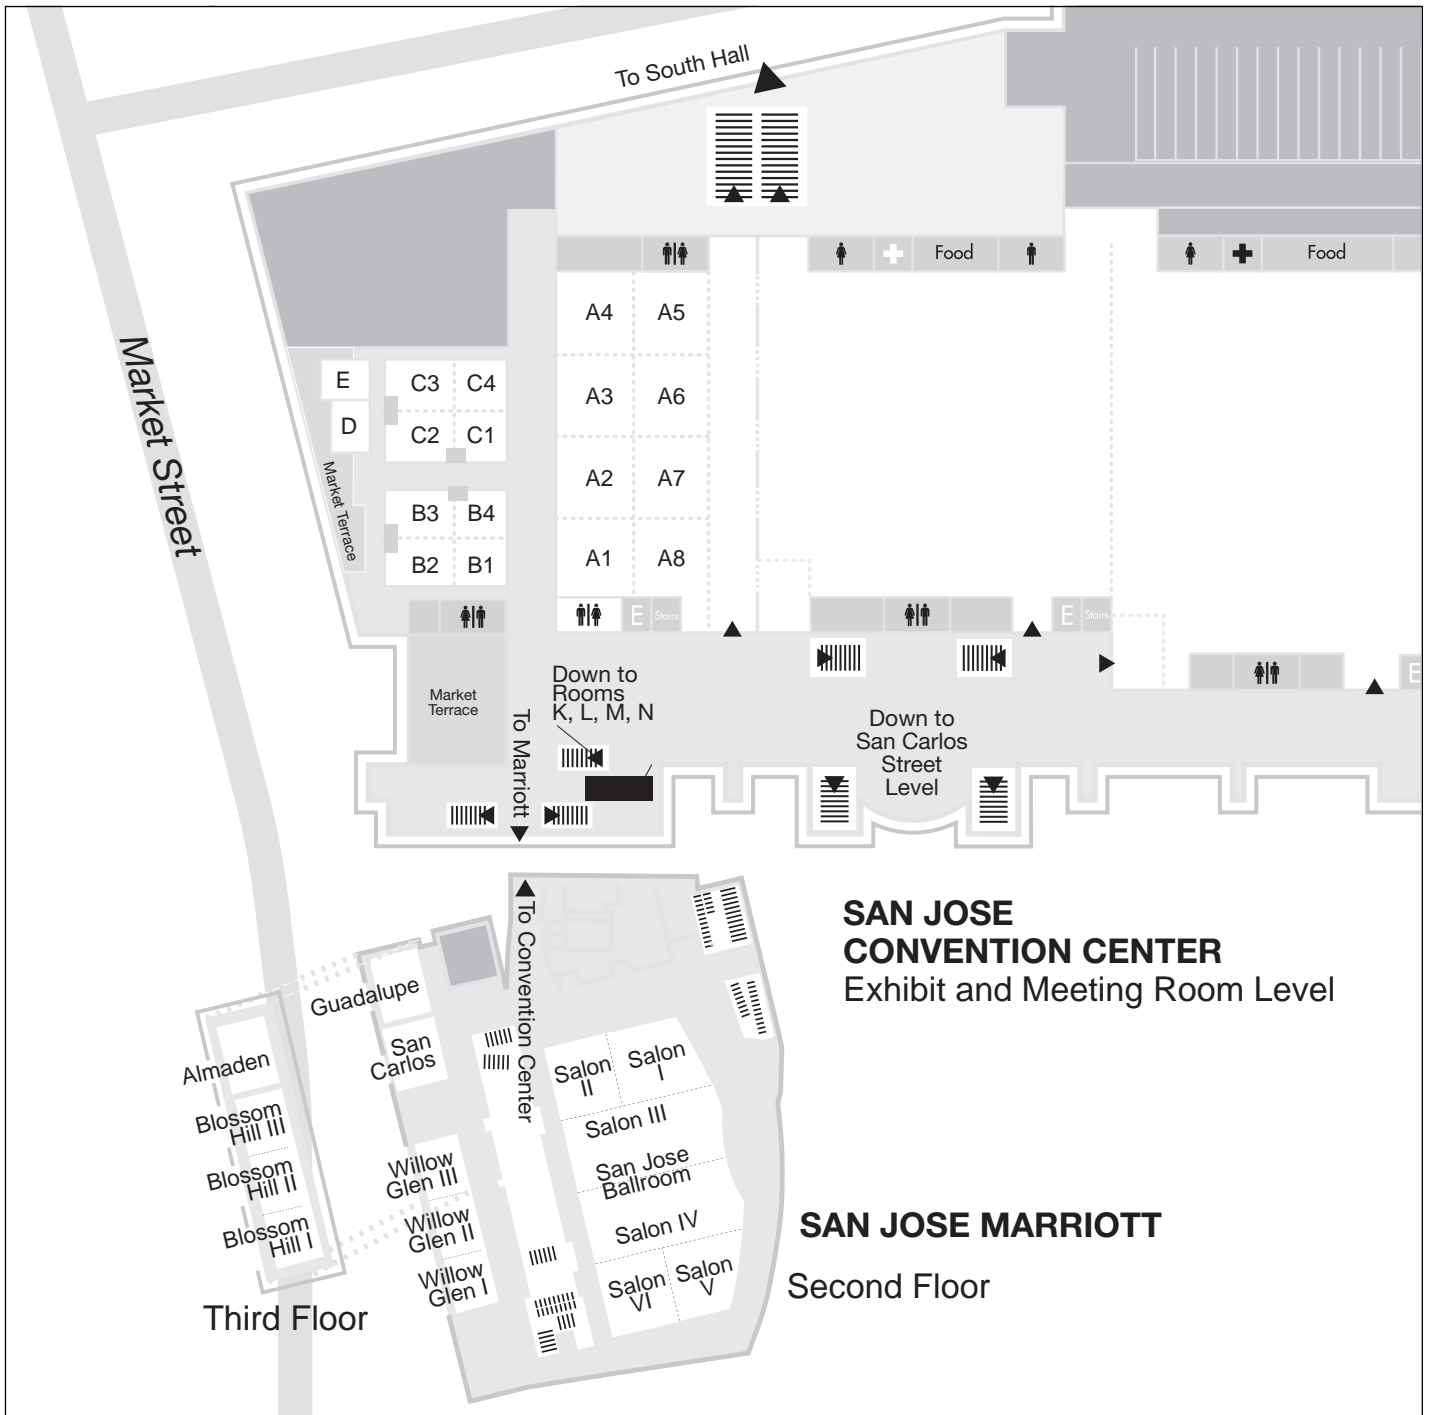 To South Hall
Food
Food
A4
A5
Market Street
E
C3
C4
A3
A6
D
C2
C1
Market Terrace
A2
A7
B3
B4
B2
B1
A1
A8
E
Stairs
E
Stairs
E
Down to
Rooms
K, L, M, N
Market
Terrace
To Marriott
Down to
San Carlos
Street
Level
To Convention Center
SAN JOSE
CONVENTION CENTER
Exhibit and Meeting Room Level
Guadalupe
San
Carlos
Almaden
Blossom
Hill III
Blossom
Hill II
Blossom
Hill I
Willow
Glen III
Willow
Glen II
Willow
Glen I
Salon
II
Salon
I
Salon III
San Jose
Ballroom
Salon IV
Salon
VI
Salon
V
SAN JOSE MARRIOTT
Second Floor
Third Floor